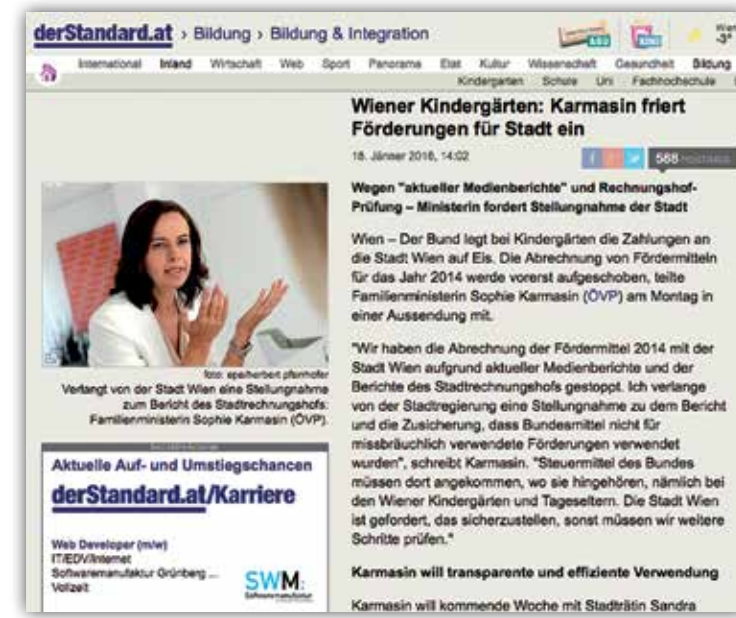 derStandard.at › Bildung › Bildung & Integration
ABO
Wien
-3°
International Inland Wirtschaft Web Sport Panorama Etat Kultur Wissenschaft Gesundheit Bildung
Kindergarten Schule Uni Fachhochschule
Wiener Kindergärten: Karmasin friert
Förderungen für Stadt ein
18. Jänner 2016, 14:02
588 POSTINGS
Wegen "aktueller Medienberichte" und Rechnungshof-
Prüfung – Ministerin fordert Stellungnahme der Stadt
Wien – Der Bund legt bei Kindergärten die Zahlungen an
die Stadt Wien auf Eis. Die Abrechnung von Fördermitteln
für das Jahr 2014 werde vorerst aufgeschoben, teilte
Familienministerin Sophie Karmasin (ÖVP) am Montag in
einer Aussendung mit.
"Wir haben die Abrechnung der Fördermittel 2014 mit der
Stadt Wien aufgrund aktueller Medienberichte und der
Berichte des Stadtrechnungshofs gestoppt. Ich verlange
von der Stadtregierung eine Stellungnahme zu dem Bericht
und die Zusicherung, dass Bundesmittel nicht für
missbräuchlich verwendete Förderungen verwendet
wurden", schreibt Karmasin. "Steuermittel des Bundes
müssen dort angekommen, wo sie hingehören, nämlich bei
den Wiener Kindergärten und Tageseltern. Die Stadt Wien
ist gefordert, das sicherzustellen, sonst müssen wir weitere
Schritte prüfen."
Karmasin will transparente und effiziente Verwendung
Karmasin will kommende Woche mit Stadträtin Sandra
foto: apa/herbert pfarrhofer
Verlangt von der Stadt Wien eine Stellungnahme
zum Bericht des Stadtrechnungshofs:
Familienministerin Sophie Karmasin (ÖVP).
Aktuelle Auf- und Umstiegschancen
derStandard.at/Karriere
Web Developer (m/w)
IT/EDV/Internet
Softwaremanufaktur Grünberg ...
Vollzeit
SWM:
Softwaremanufaktur